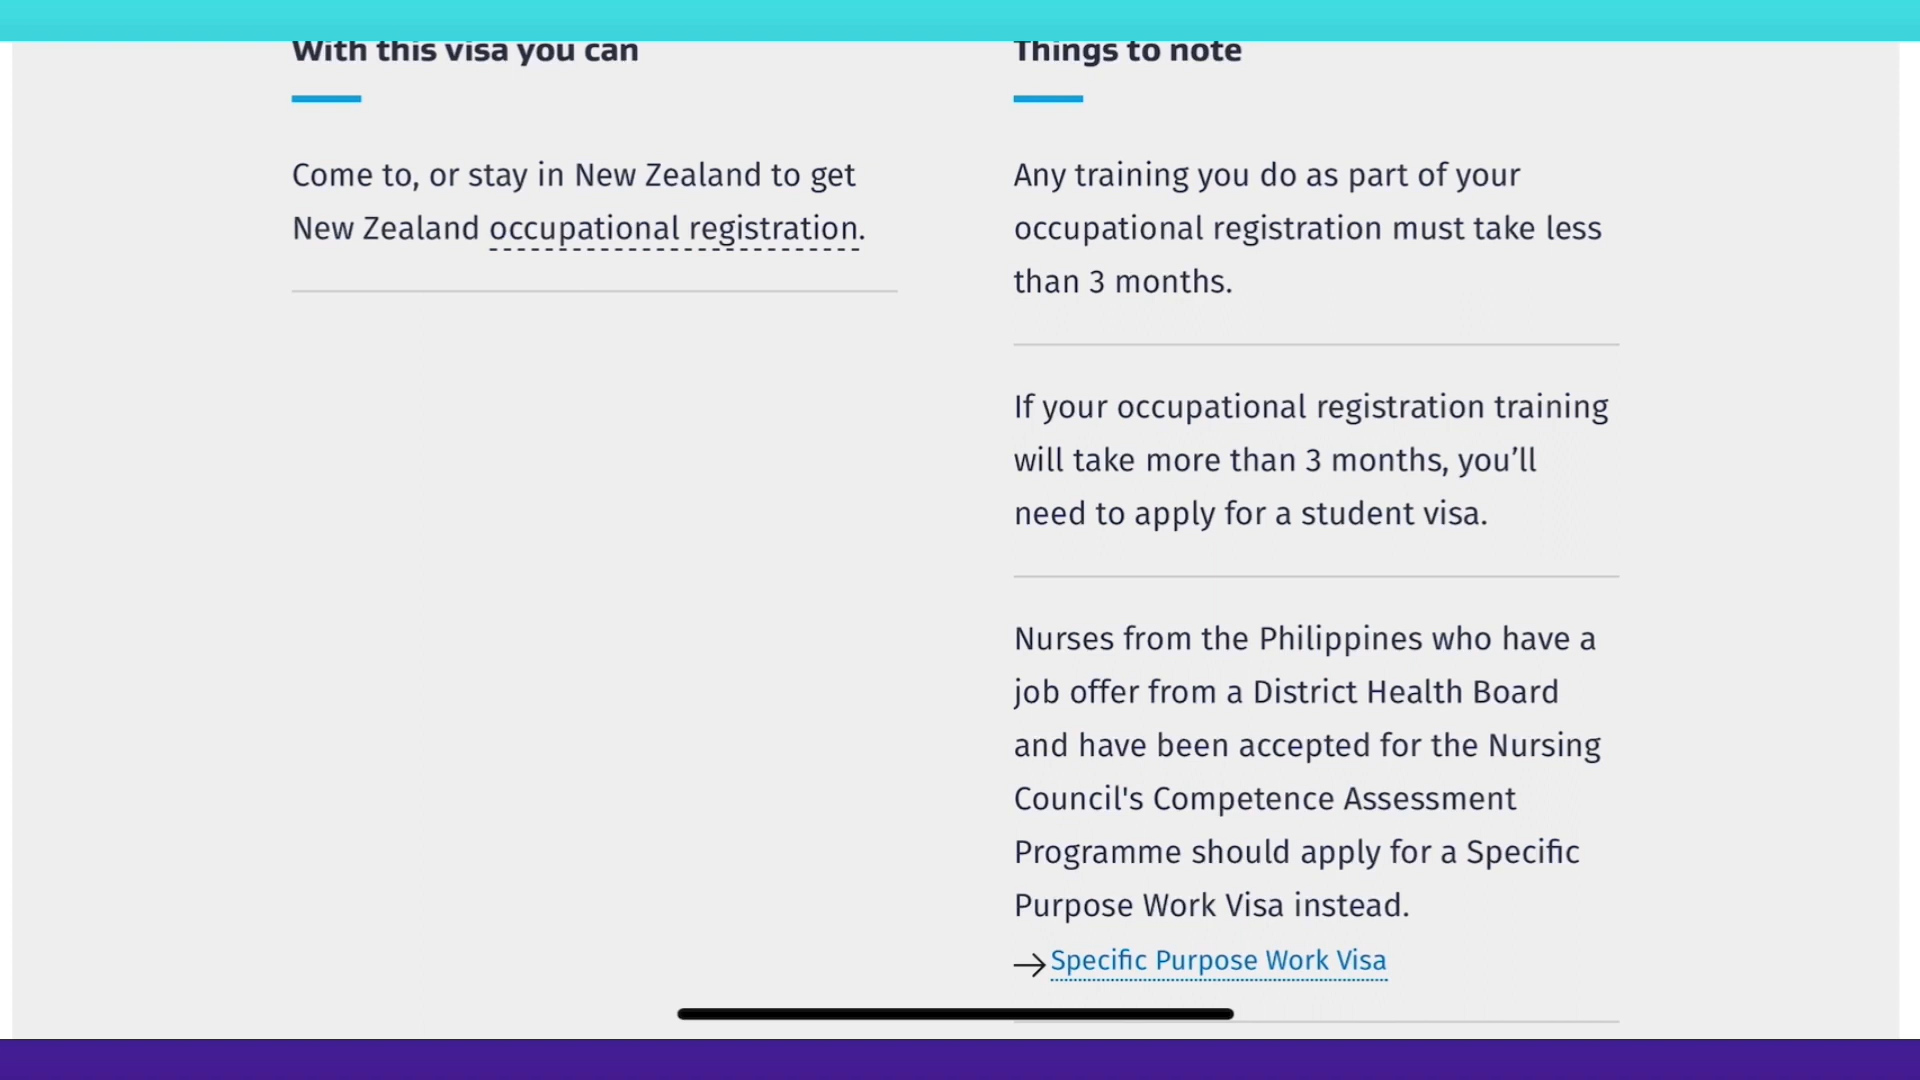 With this visa you can
Come to, or stay in New Zealand to get
New Zealand occupational registration.
Things to note
Any training you do as part of your
occupational registration must take less
than 3 months.
If your occupational registration training
will take more than 3 months, you’ll
need to apply for a student visa.
Nurses from the Philippines who have a
job offer from a District Health Board
and have been accepted for the Nursing
Council's Competence Assessment
Programme should apply for a Specific
Purpose Work Visa instead.
Specific Purpose Work Visa